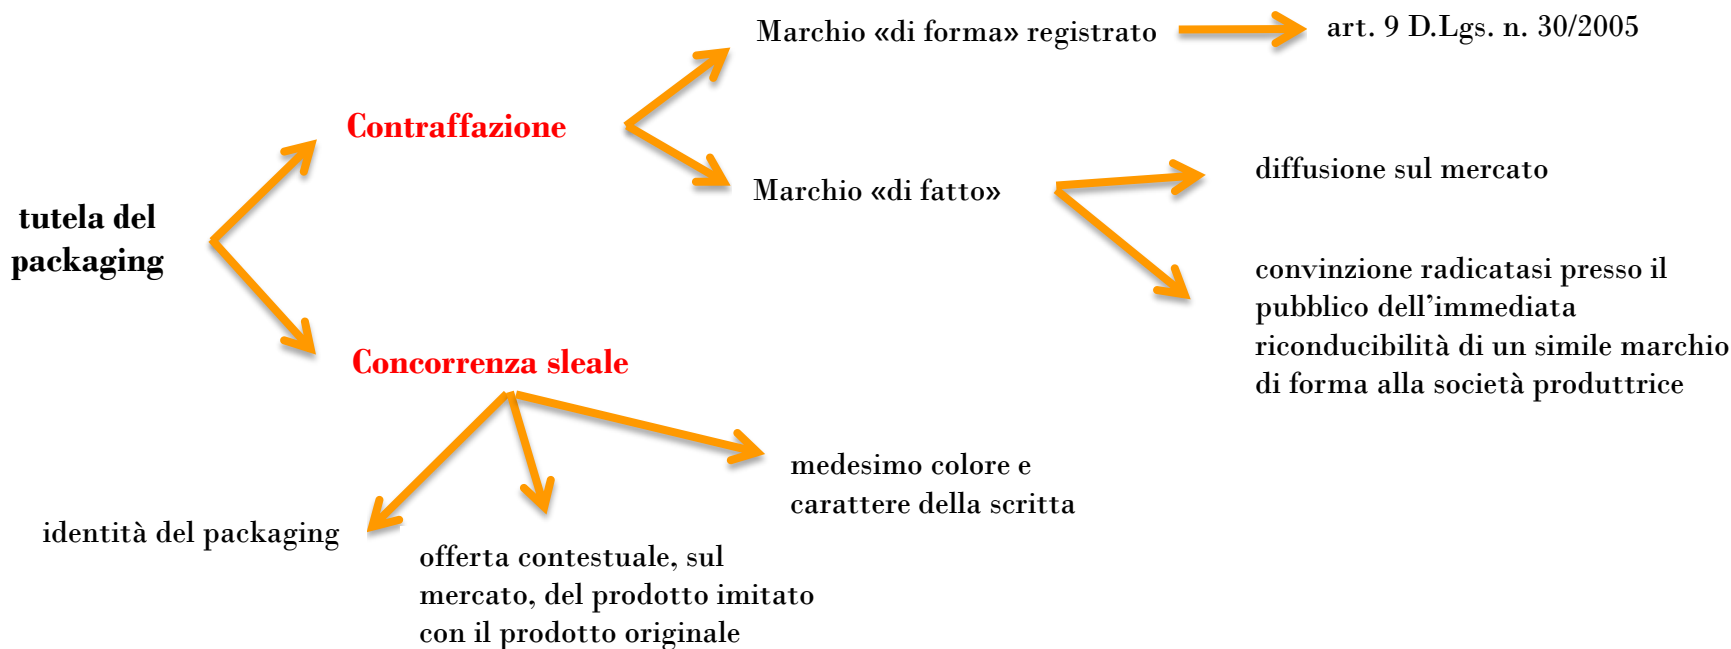 Marchio «di forma» registrato
art. 9 D.Lgs. n. 30/2005
Contraffazione
Marchio «di fatto»
diffusione sul mercato
tutela del
packaging
convinzione radicatasi presso il
pubblico dell’immediata
riconducibilità di un simile marchio
di forma alla società produttrice
Concorrenza sleale
medesimo colore e
carattere della scritta
identità del packaging
offerta contestuale, sul
mercato, del prodotto imitato
con il prodotto originale